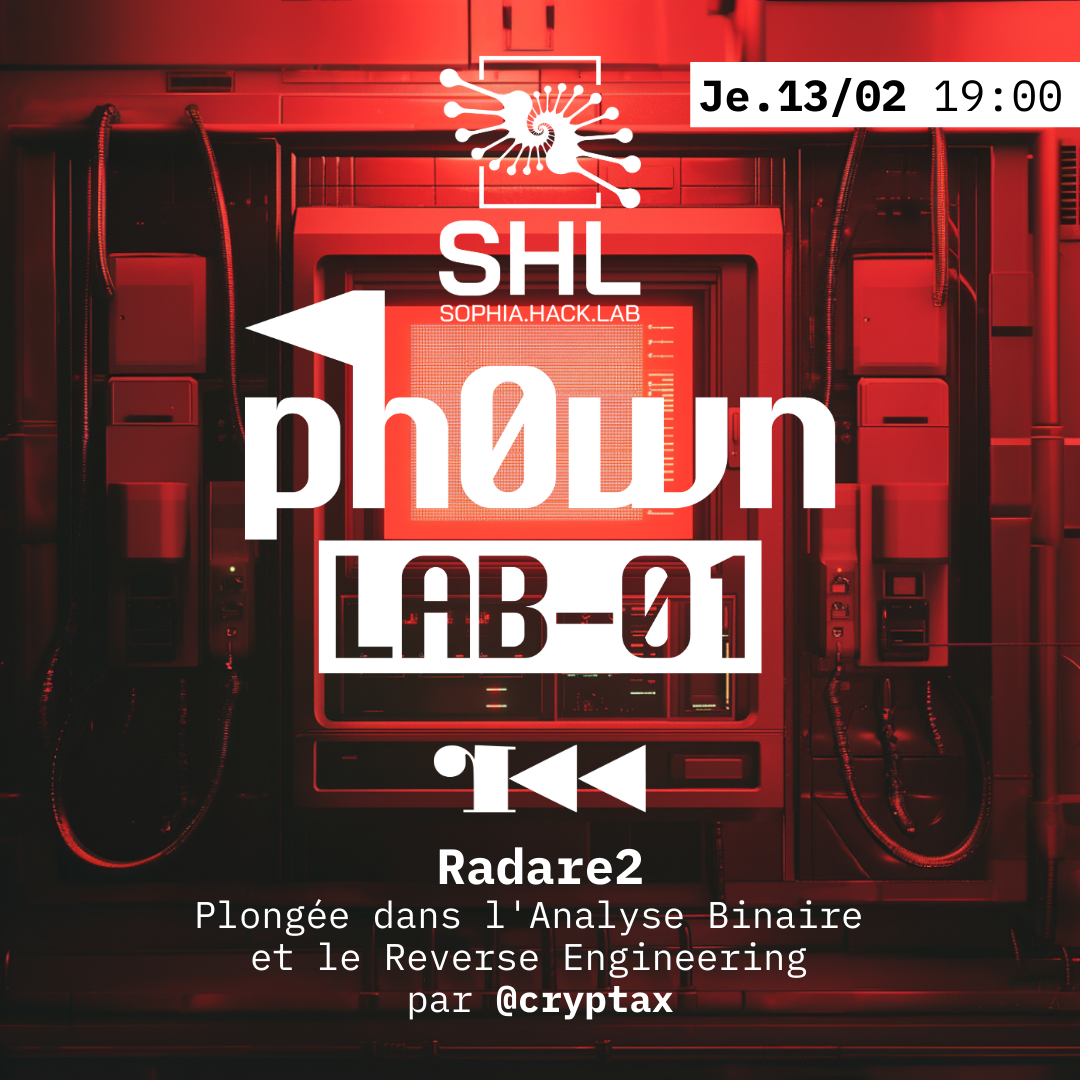 Je.13/02 19:00
SHL
SOPHIA.HACK.LAB
ph0wn
LAB-01
Radare2
Plongée dans l'Analyse Binaire
et le Reverse Engineering
par @cryptax